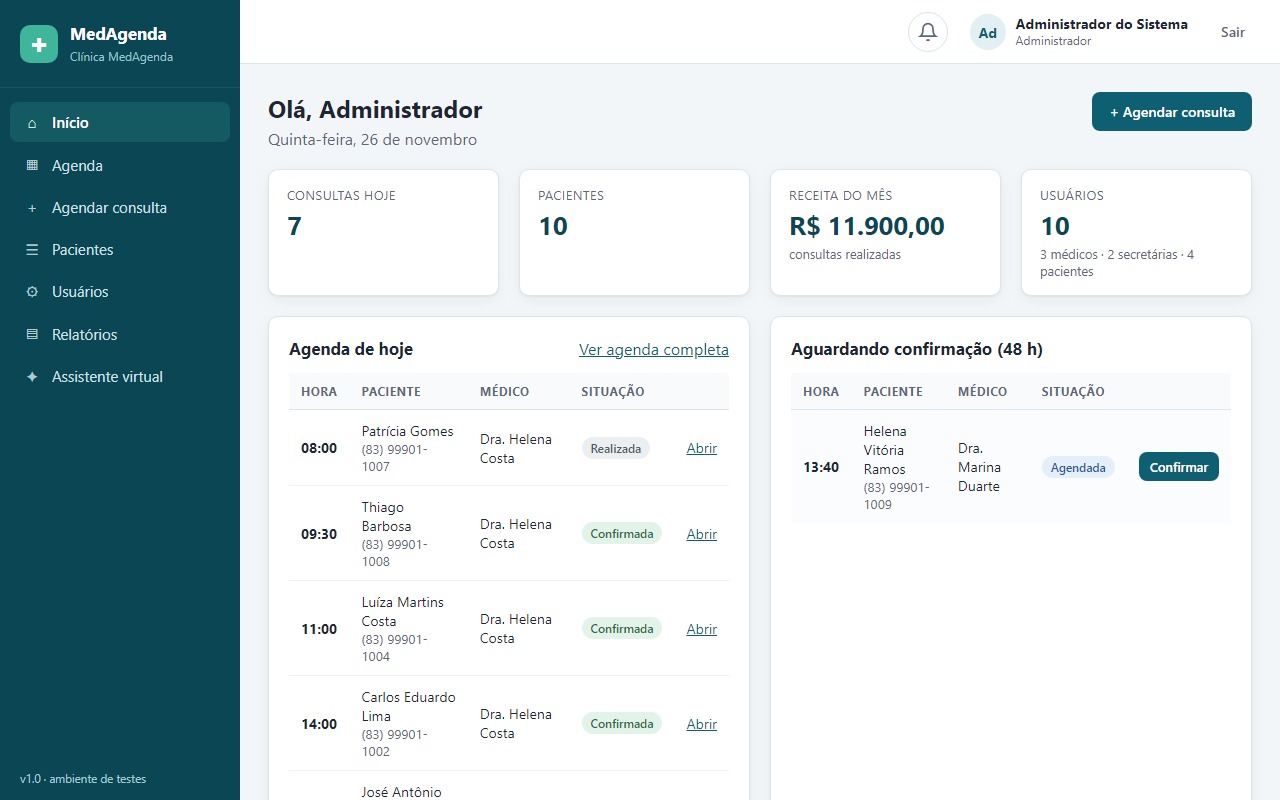 MedAgenda
Clínica MedAgenda
Início
Agenda
Agendar consulta
Pacientes
Usuários
Relatórios
Assistente virtual
v1.0 · ambiente de testes
Ad
Administrador do Sistema
Administrador
Sair
Olá, Administrador
Quinta-feira, 26 de novembro
+ Agendar consulta
CONSULTAS HOJE
7
PACIENTES
10
RECEITA DO MÊS
R$ 11.900,00
consultas realizadas
USUÁRIOS
10
3 médicos · 2 secretárias · 4
pacientes
Agenda de hoje
Ver agenda completa
HORA PACIENTE MÉDICO SITUAÇÃO
08:00
Patrícia Gomes
(83) 99901-
1007
Dra. Helena
Costa
Realizada
Abrir
09:30
Thiago
Barbosa
(83) 99901-
1008
Dra. Helena
Costa
Confirmada
Abrir
11:00
Luíza Martins
Costa
(83) 99901-
1004
Dra. Helena
Costa
Confirmada
Abrir
14:00
Carlos Eduardo
Lima
(83) 99901-
1002
Dra. Helena
Costa
Confirmada
Abrir
José Antônio
Aguardando confirmação (48 h)
HORA PACIENTE MÉDICO SITUAÇÃO
13:40
Helena
Vitória
Ramos
(83) 99901-
1009
Dra.
Marina
Duarte
Agendada
Confirmar